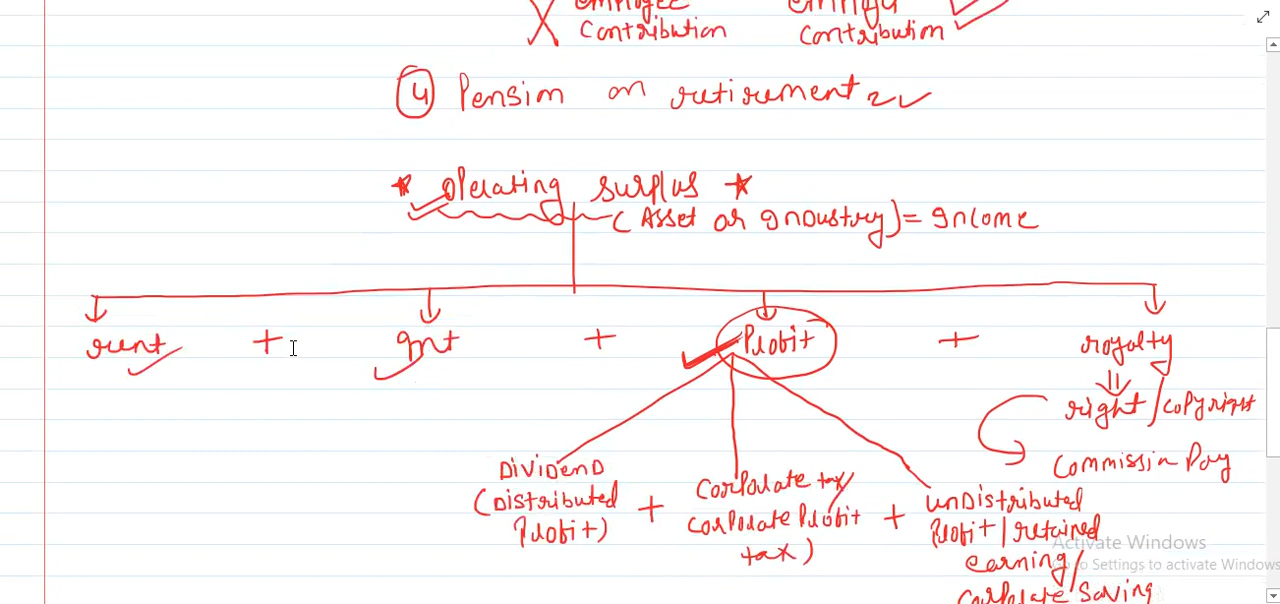 employee employer
Contribution contribution
④ Pension on retirement
* operating surplus *
(Asset or Industry) = Income
rent + Int + Profit + royalty
right / copyright
Commission Pay
Dividend
(Distributed Profit) + Corporate tax / Corporate Profit tax) + unDistributed Profit / retained earning / Corporate Saving
Activate Windows
Go to Settings to activate Windows